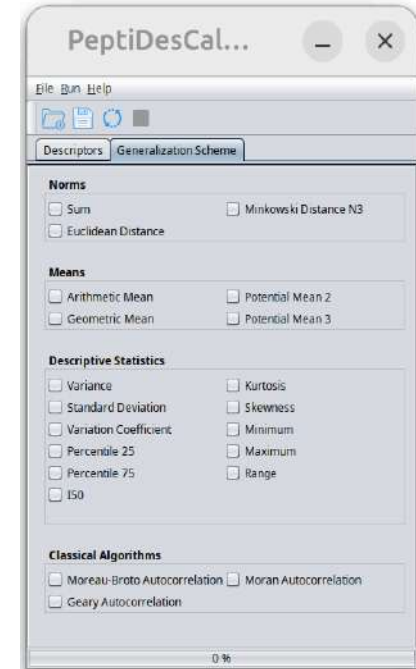 PeptiDesCal...
File Run Help
Descriptors Generalization Scheme
Norms
Sum Minkowski Distance N3
Euclidean Distance
Means
Arithmetic Mean Potential Mean 2
Geometric Mean Potential Mean 3
Descriptive Statistics
Variance Kurtosis
Standard Deviation Skewness
Variation Coefficient Minimum
Percentile 25 Maximum
Percentile 75 Range
I50
Classical Algorithms
Moreau-Broto Autocorrelation Moran Autocorrelation
Geary Autocorrelation
0 %